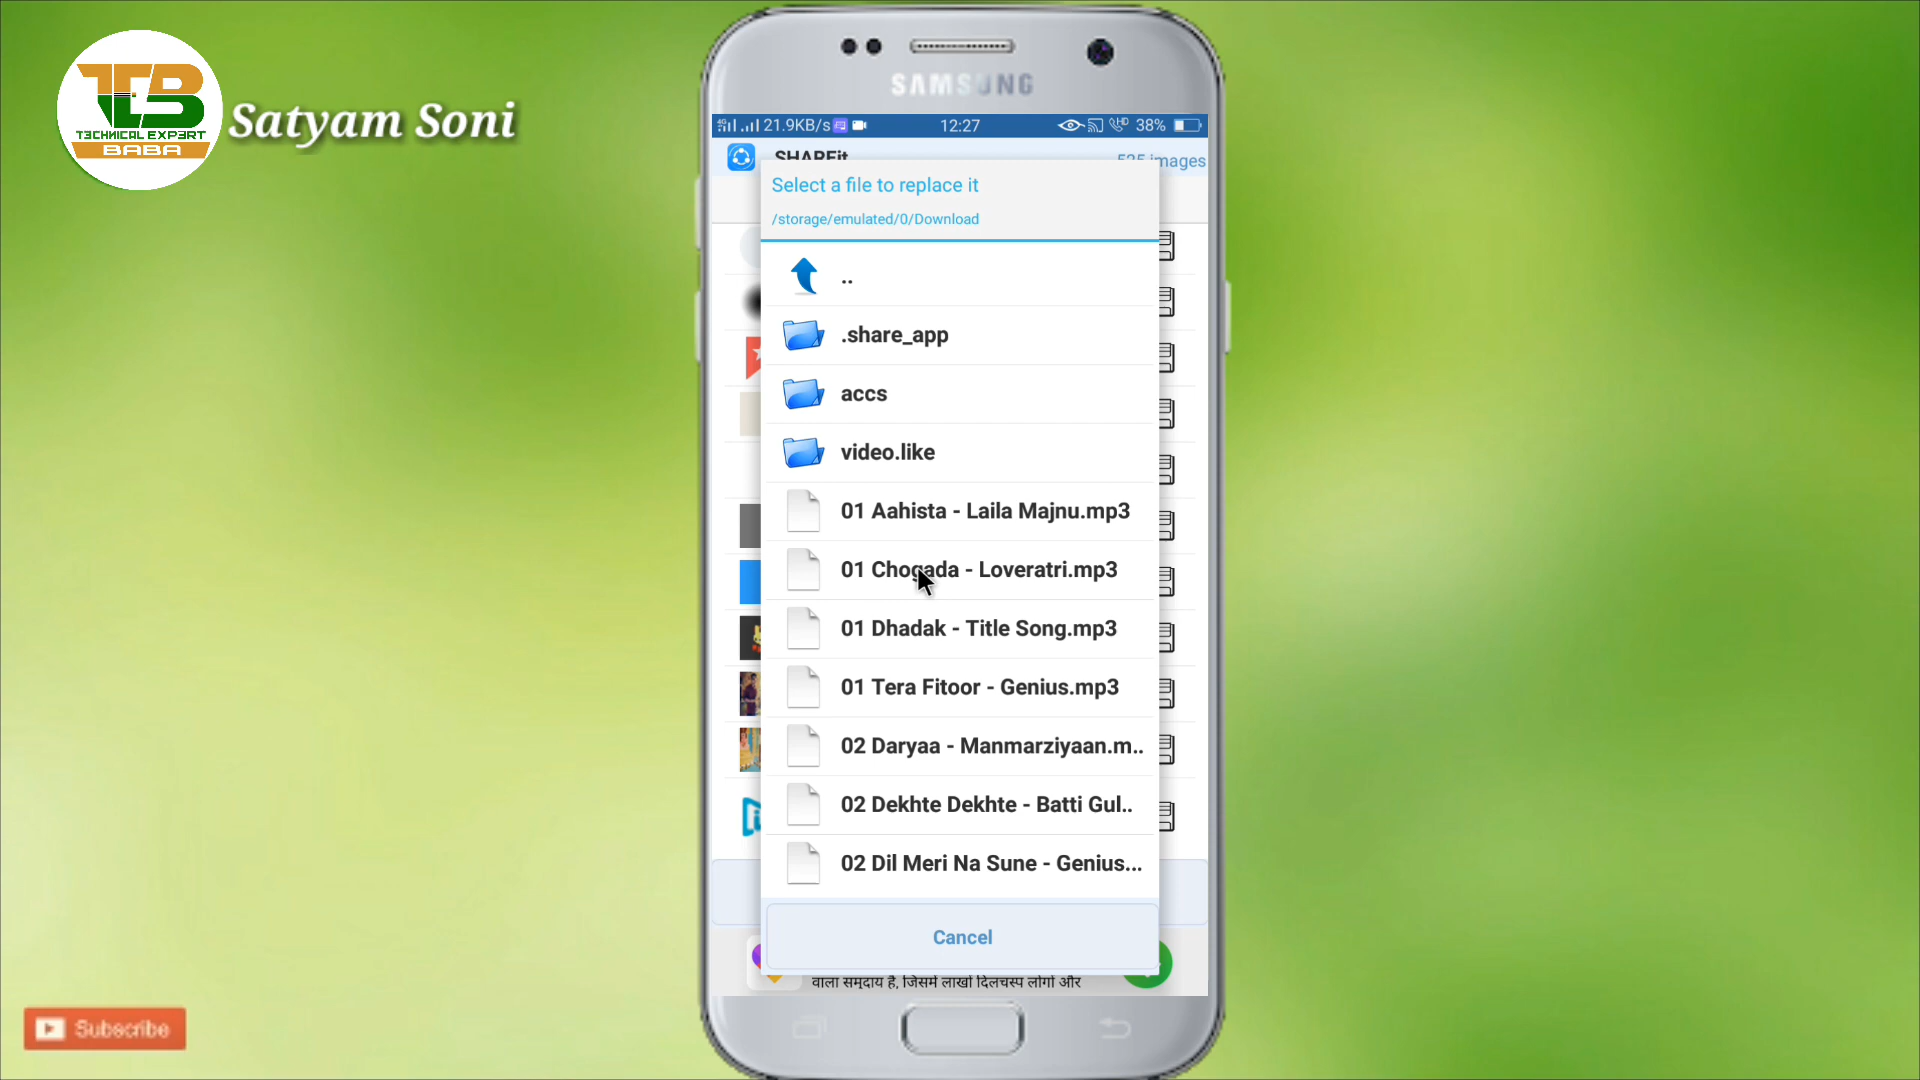 TECHNICAL EXPERT
BABA
Satyam Soni
SAMSUNG
21.9KB/s
12:27
HD
38%
SHAREit
525 images
Select a file to replace it
/storage/emulated/0/Download
..
.share_app
accs
video.like
01 Aahista - Laila Majnu.mp3
01 Chogada - Loveratri.mp3
01 Dhadak - Title Song.mp3
01 Tera Fitoor - Genius.mp3
02 Daryaa - Manmarziyaan.m..
02 Dekhte Dekhte - Batti Gul..
02 Dil Meri Na Sune - Genius...
Cancel
वाला समुदाय है, जिसमें लाखों दिलचस्प लोगों और
Subscribe